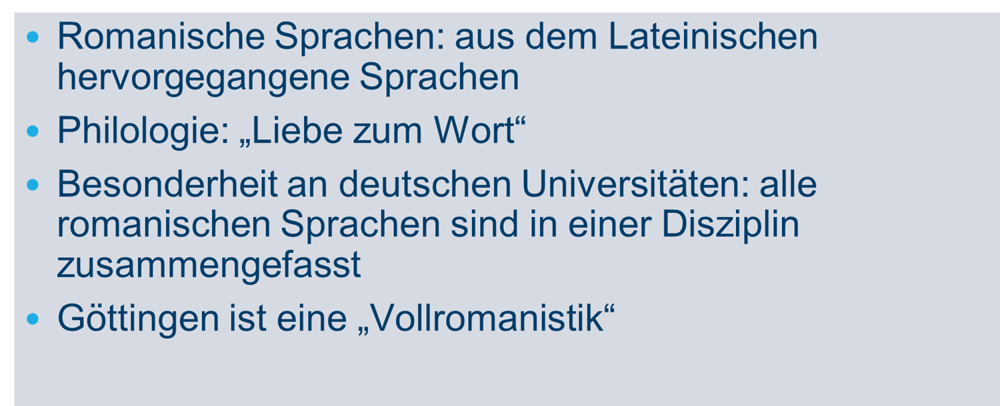 • Romanische Sprachen: aus dem Lateinischen
hervorgegangene Sprachen
• Philologie: „Liebe zum Wort“
• Besonderheit an deutschen Universitäten: alle
romanischen Sprachen sind in einer Disziplin
zusammengefasst
• Göttingen ist eine „Vollromanistik“